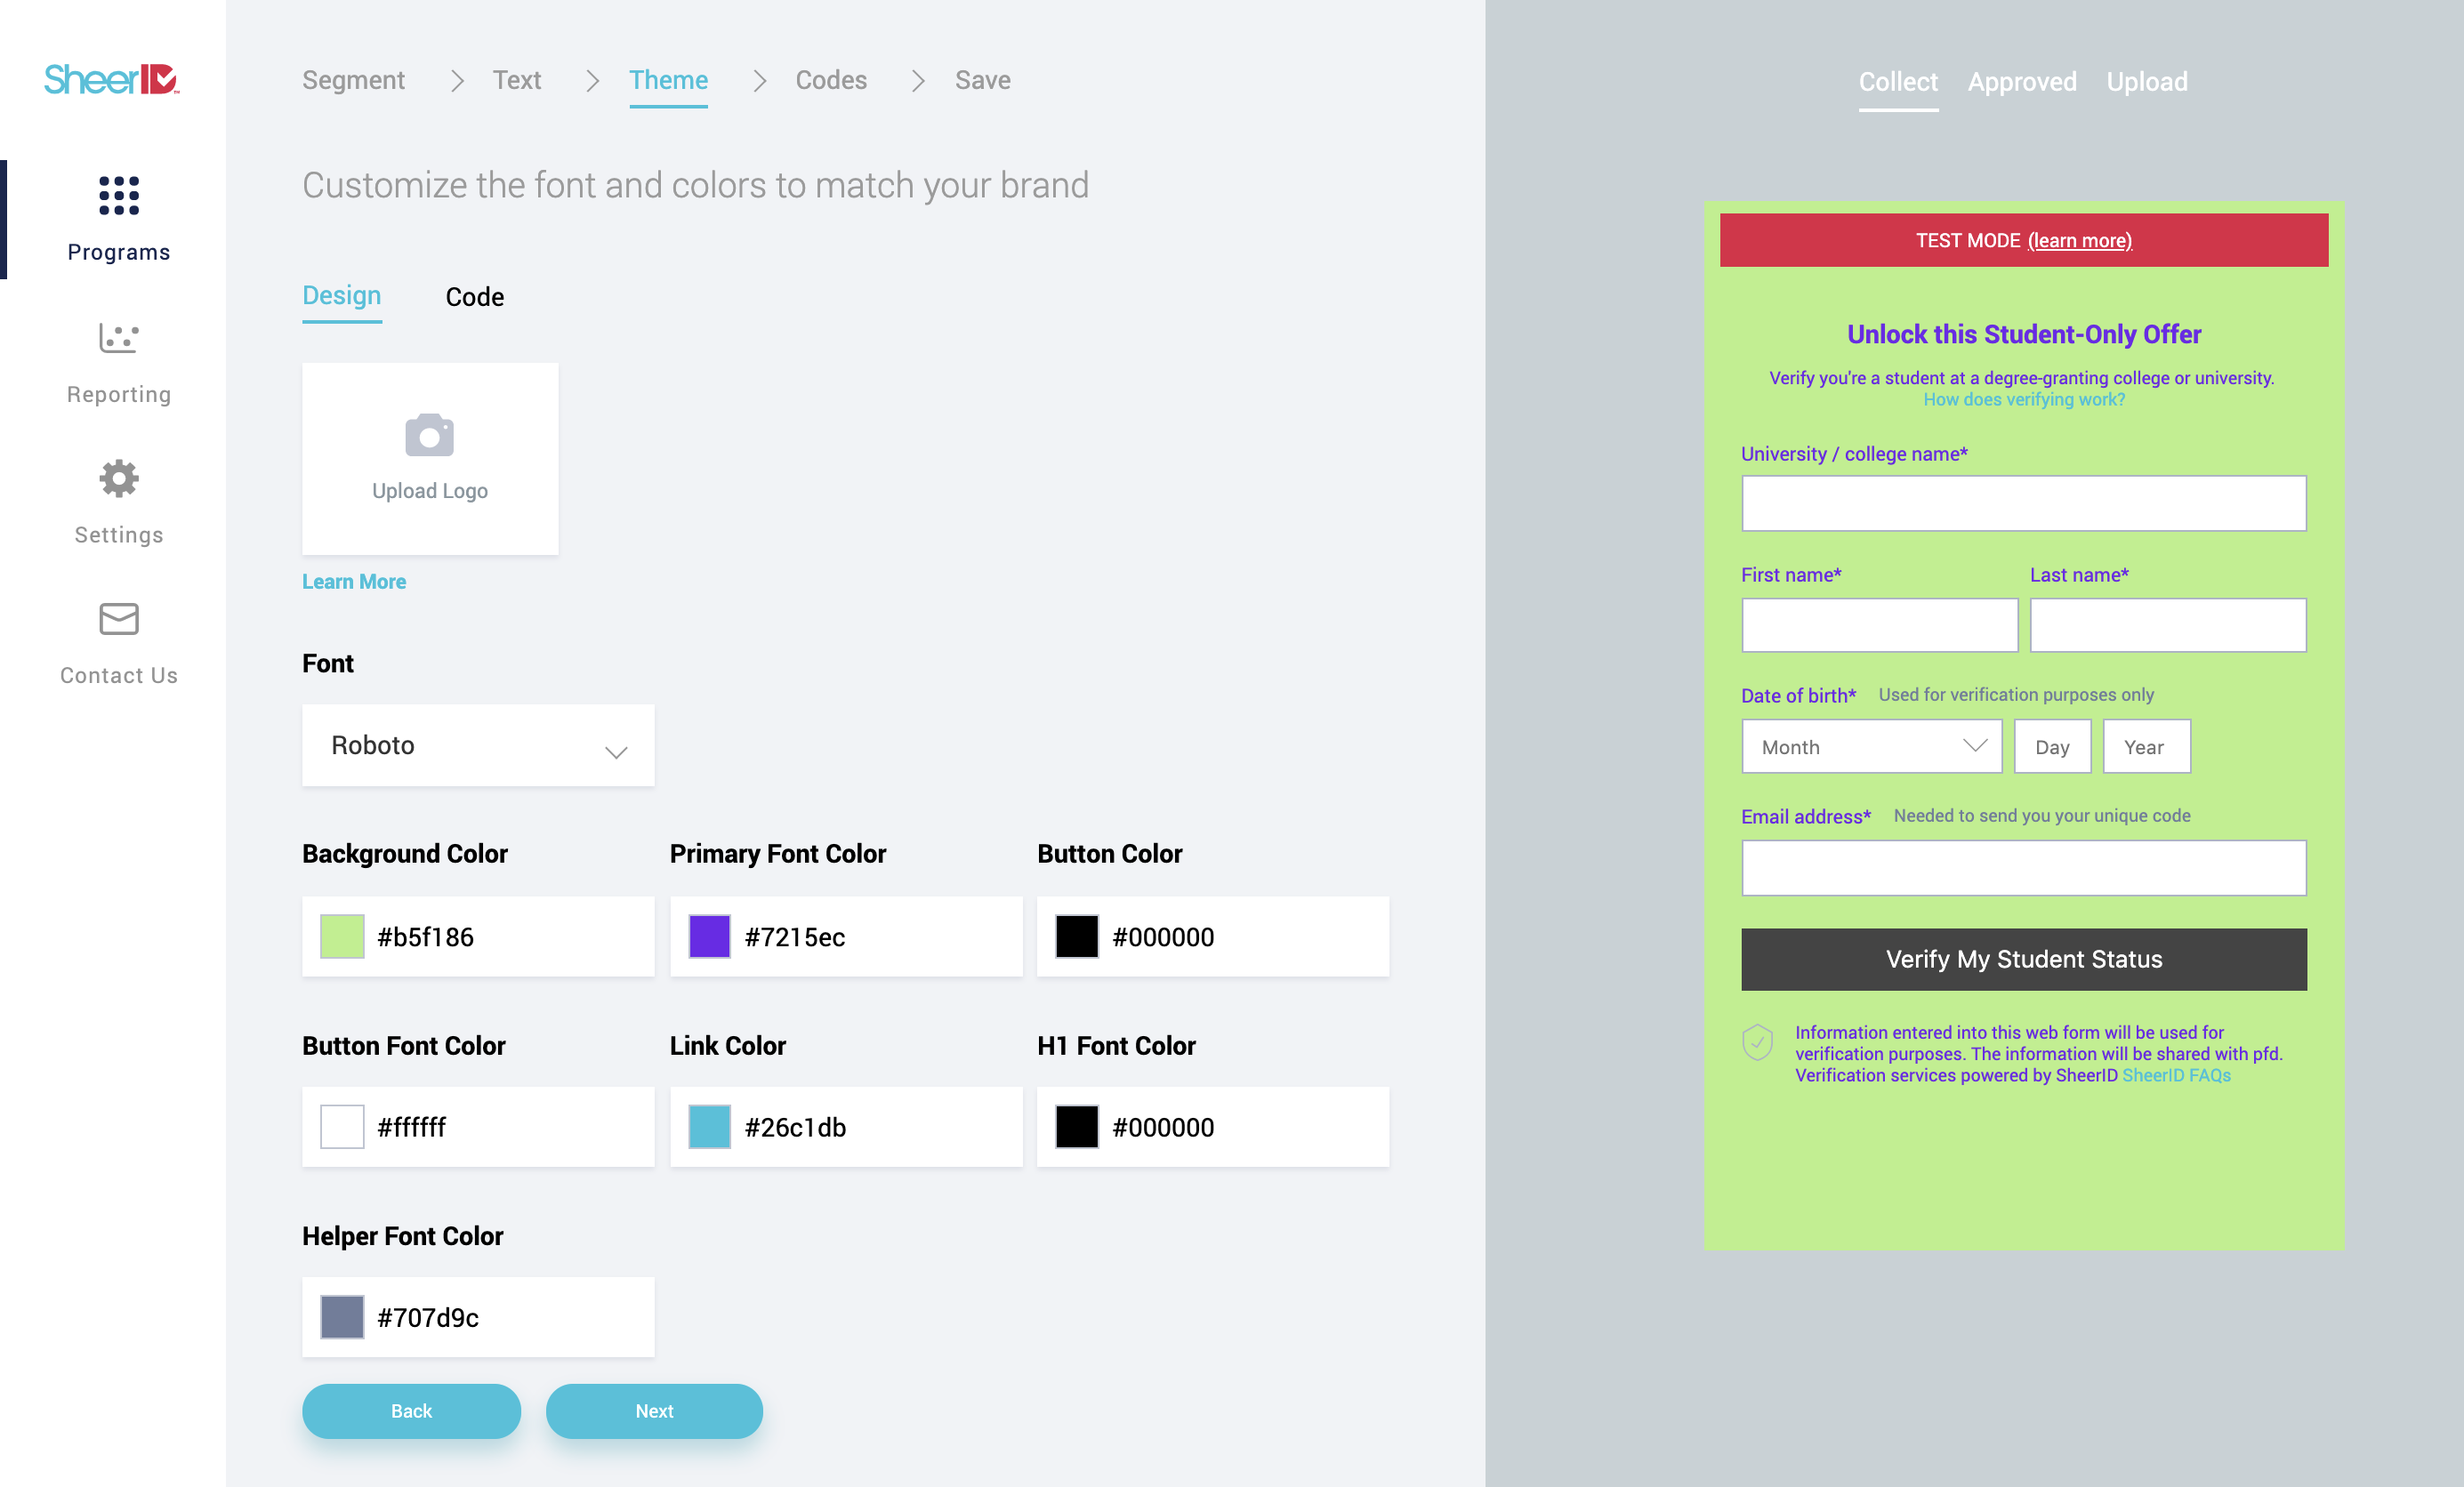 SheerID
Programs
Reporting
Settings
Contact Us
Segment > Text > Theme > Codes > Save
Customize the font and colors to match your brand
Design Code
Upload Logo
Learn More
Font
Roboto
Background Color Primary Font Color Button Color
#b5f186 #7215ec #000000
Button Font Color Link Color H1 Font Color
#ffffff #26c1db #000000
Helper Font Color
#707d9c
Back Next
Collect Approved Upload
TEST MODE (learn more)
Unlock this Student-Only Offer
Verify you're a student at a degree-granting college or university.
How does verifying work?
University / college name*
First name* Last name*
Date of birth* Used for verification purposes only
Month Day Year
Email address* Needed to send you your unique code
Verify My Student Status
Information entered into this web form will be used for
verification purposes. The information will be shared with pfd.
Verification services powered by SheerID SheerID FAQs